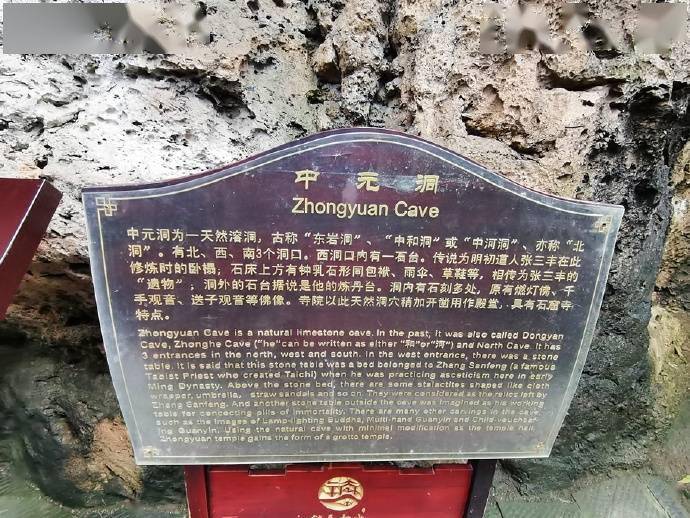 中元洞
Zhongyuan Cave
中元洞为一天然溶洞，古称“东岩洞”、“中和洞”或“中河洞”、亦称“北
洞”。有北、西、南3个洞口。西洞口内有一石台。传说为明初道人张三丰在此
修炼时的卧榻；石床上方有钟乳石形同包袱、雨伞、草鞋等，相传为张三丰的
“遗物”；洞外的石台据说是他的炼丹台。洞内有石刻多处，原有燃灯佛、千
手观音、送子观音等佛像。寺院以此天然洞穴精加开凿用作殿堂，具有石窟寺
特点。
Zhongyuan Cave is a natural limestone cave. In the past, it was also called Dongyan
Cave, Zhonghe Cave ("he"can be written as either "和"or"河") and North Cave.It has
3 entrances in the north, west and south. In the west entrance, there was a stone
table. It is said that this stone table was a bed belonged to Zhang Sanfeng (a famous
Taoist Priest who created Taichi) when he was practicing asceticism here in early
Ming Dynasty. Above the stone bed, there are some stalactites shaped like cloth
wrapper, umbrella, straw sandals and so on. They were considered as the relics left by
Zhang Sanfeng. And another stone table outside the cave was imagined as his working
table for concocting pills of immortality. There are many other carvings in the cave,
such as the images of Lamp-lighting Buddha, Multi-hand Guanyin and Child-vouchsaf-
ing Guanyin. Using the natural cave with minimal modification as the temple hall,
Zhongyuan temple gains the form of a grotto temple.